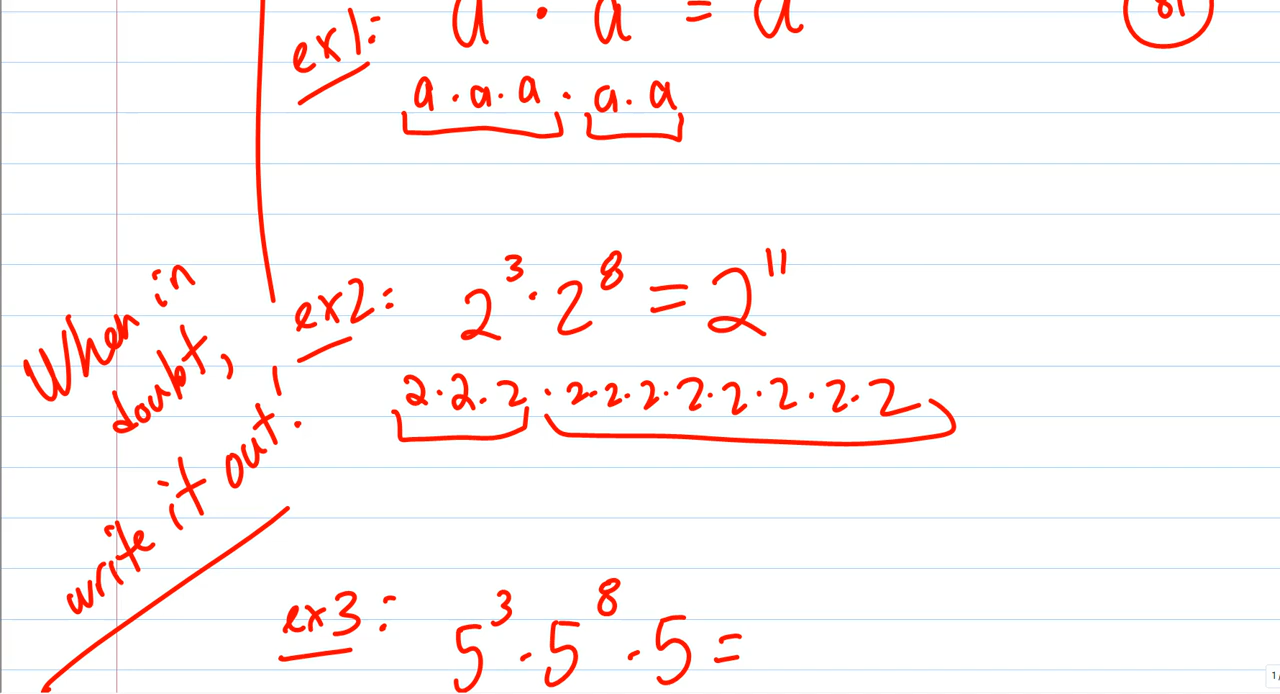 ex1: a · a = a
81
a · a · a · a · a
ex2: 2³ · 2⁸ = 2¹¹
2 · 2 · 2 · 2 · 2 · 2 · 2 · 2 · 2 · 2 · 2
When in
doubt,
write it out!
ex3: 5³ · 5⁸ · 5 =